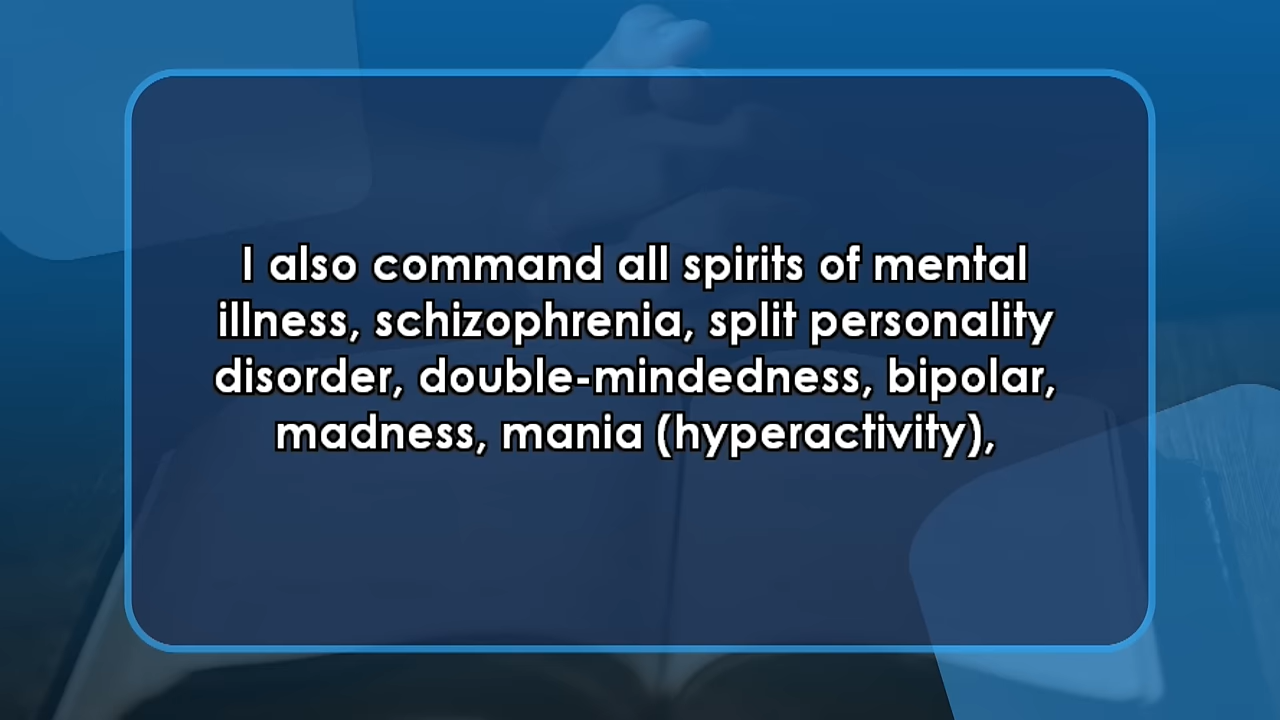 I also command all spirits of mental
illness, schizophrenia, split personality
disorder, double-mindedness, bipolar,
madness, mania (hyperactivity),